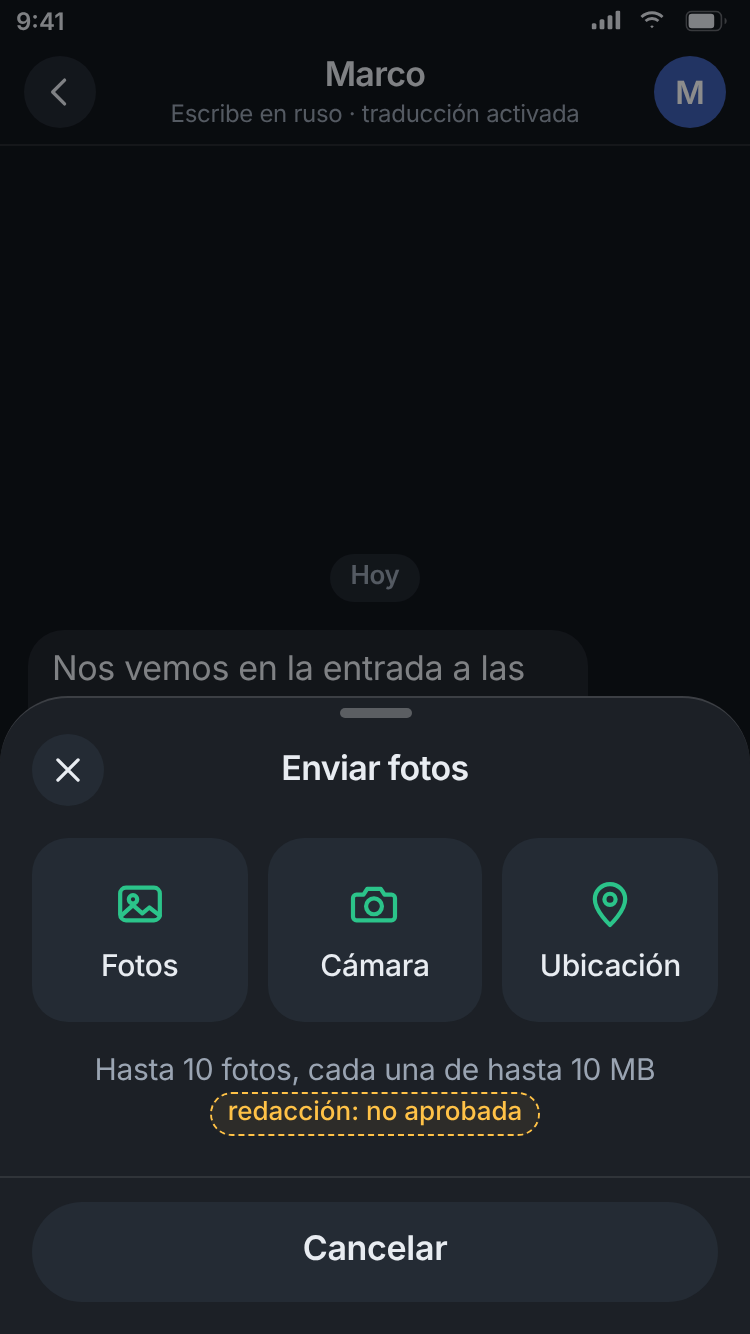 9:41
Marco
Escribe en ruso · traducción activada
M
Hoy
Nos vemos en la entrada a las
Enviar fotos
Fotos
Cámara
Ubicación
Hasta 10 fotos, cada una de hasta 10 MB
redacción: no aprobada
Cancelar